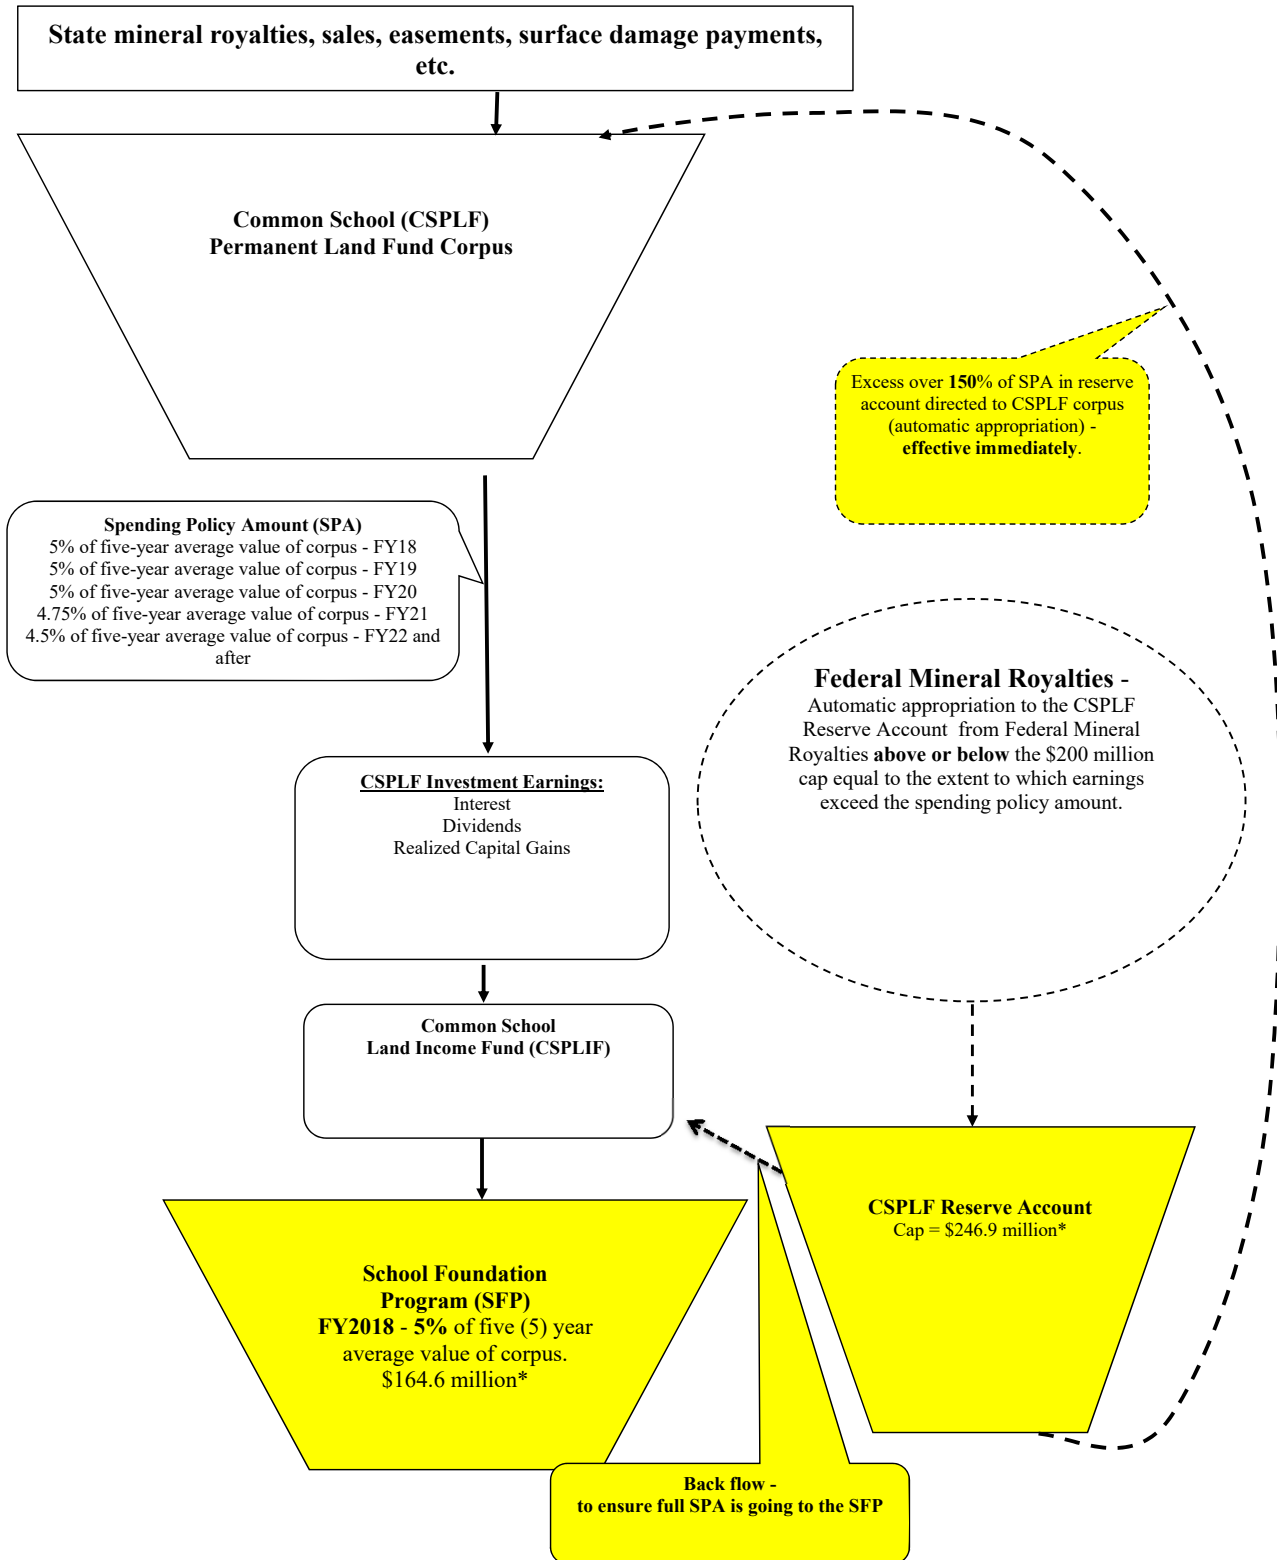 State mineral royalties, sales, easements, surface damage payments,
etc.
Common School (CSPLF)
Permanent Land Fund Corpus
Excess over 150% of SPA in reserve
account directed to CSPLF corpus
(automatic appropriation) -
effective immediately.
Spending Policy Amount (SPA)
5% of five-year average value of corpus - FY18
5% of five-year average value of corpus - FY19
5% of five-year average value of corpus - FY20
4.75% of five-year average value of corpus - FY21
4.5% of five-year average value of corpus - FY22 and
after
Federal Mineral Royalties -
Automatic appropriation to the CSPLF
Reserve Account from Federal Mineral
Royalties above or below the $200 million
cap equal to the extent to which earnings
exceed the spending policy amount.
CSPLF Investment Earnings:
Interest
Dividends
Realized Capital Gains
Common School
Land Income Fund (CSPLIF)
CSPLF Reserve Account
Cap = $246.9 million*
School Foundation
Program (SFP)
FY2018 - 5% of five (5) year
average value of corpus.
$164.6 million*
Back flow -
to ensure full SPA is going to the SFP